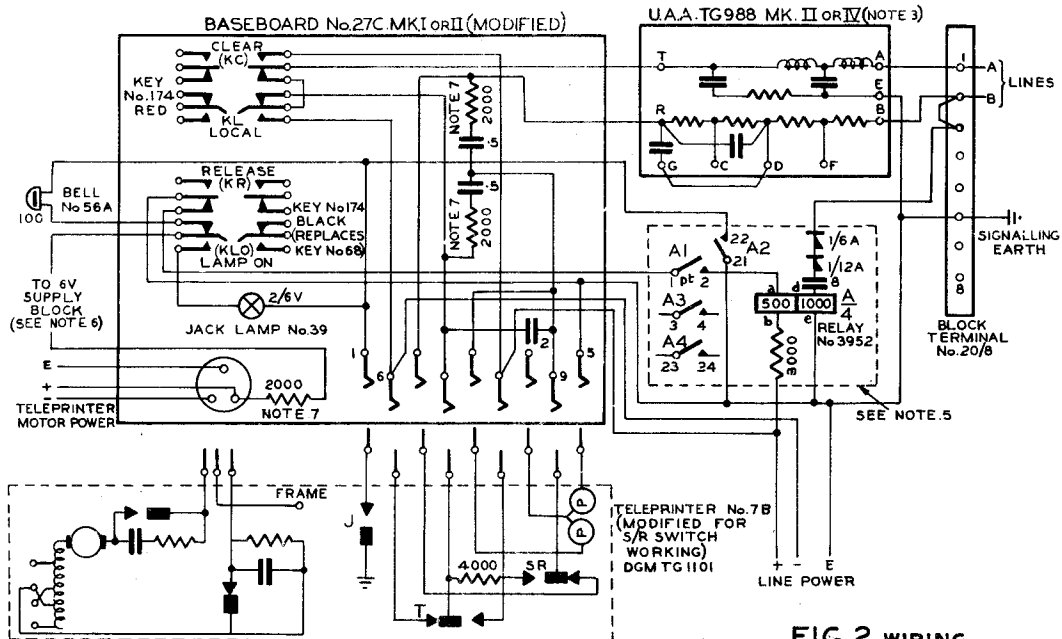 BASEBOARD No.27C.MK.I OR II (MODIFIED)
U.A.A. TG988 MK. II OR IV (NOTE 3)
CLEAR
(KC)
KEY
No.174
RED
KL
LOCAL
NOTE 7
2000
.5
.5
NOTE 7
2000
T
A
E
B
R
G
C
D
F
1
A
B
LINES
RELEASE
(KR)
BELL
No 56A
100
KEY No174
BLACK
(REPLACES
KEY No68)
(KLO)
LAMP ON
TO 6V
SUPPLY
BLOCK
(SEE NOTE 6)
2/6V
JACK LAMP No.39
SIGNALLING
EARTH
8
BLOCK
TERMINAL
No.20/8
A1
1 pt 2
22
A2
21
A3
3 4
A4
23 24
1/6A
1/12A
8
a
d
500
1000
A
4
b
e
RELAY
No3952
3000
SEE NOTE.5
1
6
2
9
5
E
+
-
TELEPRINTER
MOTOR POWER
2000
NOTE 7
FRAME
J
4000
SR
T
P
P
TELEPRINTER No.7B
(MODIFIED FOR
S/R SWITCH
WORKING)
DGM TG 1101
+ - E
LINE POWER
FIG 2 WIRING